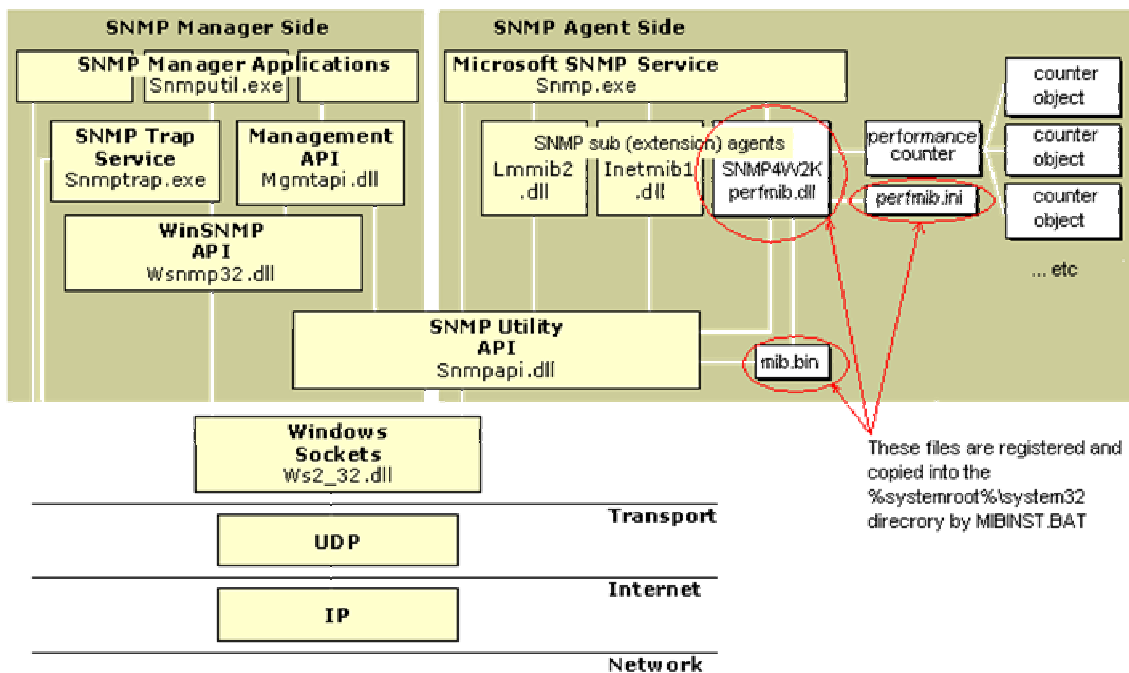 SNMP Manager Side
SNMP Manager Applications
Snmputil.exe
SNMP Trap
Service
Snmptrap.exe
Management
API
Mgmtapi.dll
WinSNMP
API
Wsnmp32.dll
SNMP Agent Side
Microsoft SNMP Service
Snmp.exe
SNMP sub (extension) agents
Lmmib2
.dll
Inetmib1
.dll
SNMP4W2K
perfmib.dll
performance
counter
perfmib.ini
counter
object
counter
object
counter
object
... etc
SNMP Utility
API
Snmpapi.dll
mib.bin
These files are registered and
copied into the
%systemroot%\system32
direcrory by MIBINST.BAT
Windows
Sockets
Ws2_32.dll
Transport
UDP
Internet
IP
Network